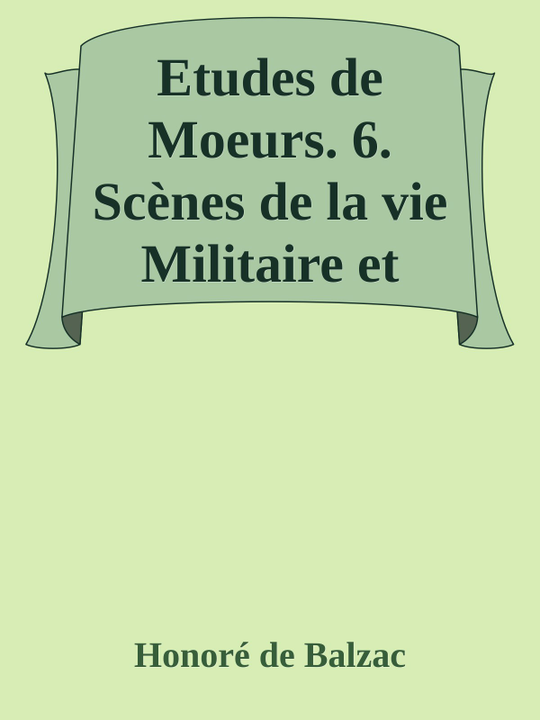 Etudes de
Moeurs. 6.
Scènes de la vie
Militaire et
Honoré de Balzac